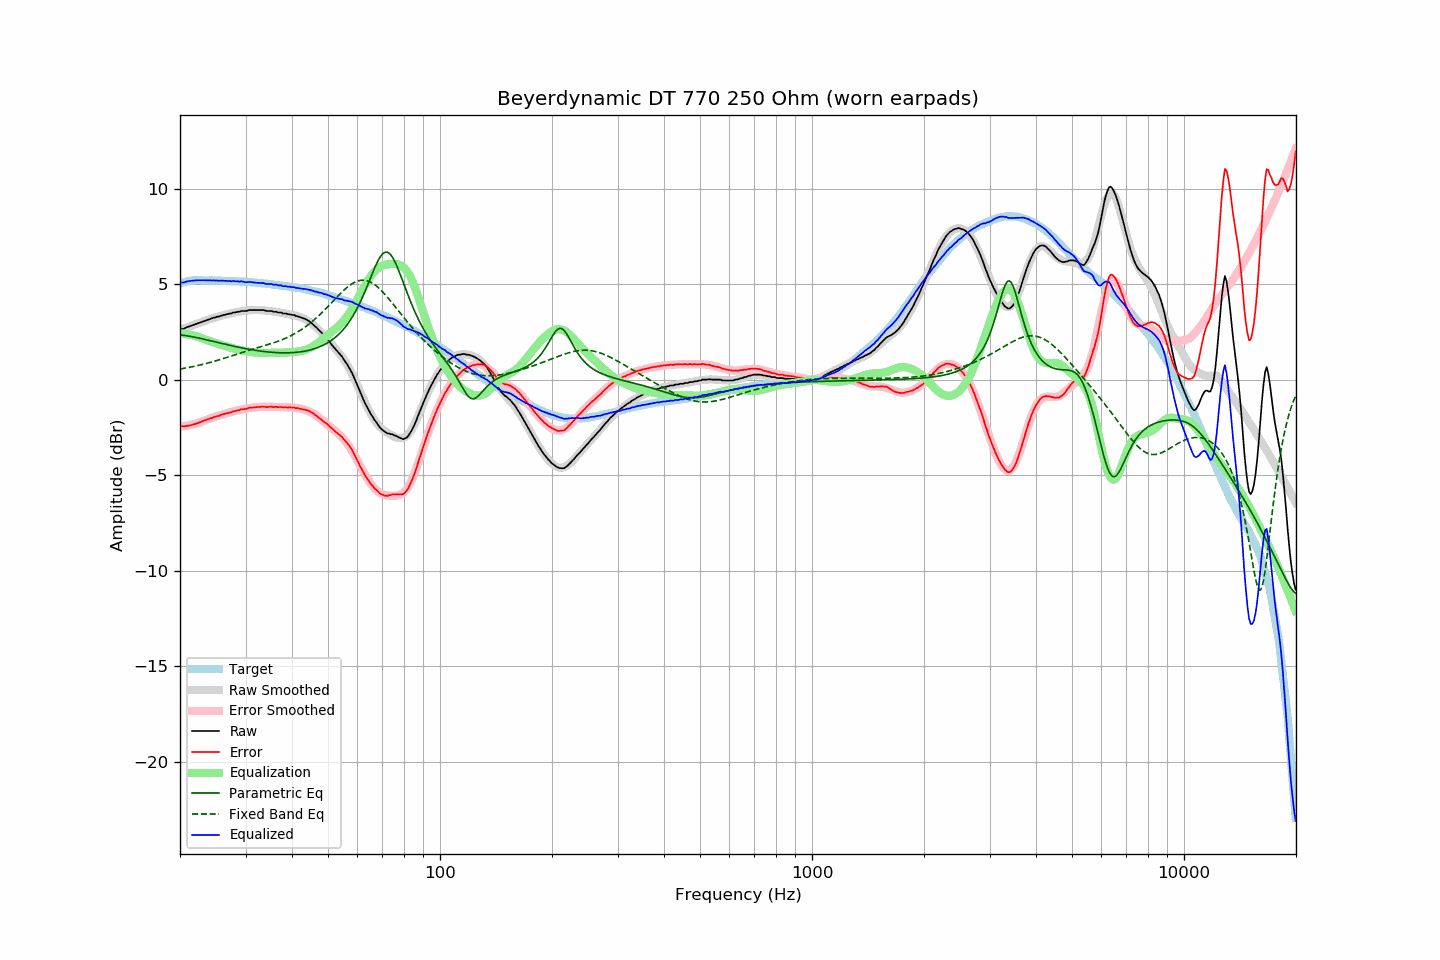 Beyerdynamic DT 770 250 Ohm (worn earpads)
Amplitude (dBr)
10
5
0
−5
−10
−15
−20
Target
Raw Smoothed
Error Smoothed
Raw
Error
Equalization
Parametric Eq
Fixed Band Eq
Equalized
100
1000
10000
Frequency (Hz)